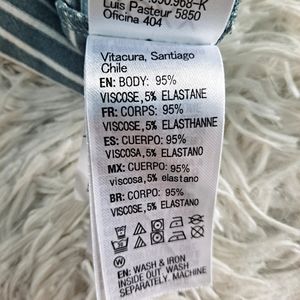 .968-K
Luis Pasteur 5850
Oficina 404
Vitacura, Santiago
Chile
EN: BODY: 95%
VISCOSE, 5% ELASTANE
FR: CORPS: 95%
VISCOSE, 5% ELASTHANNE
ES: CUERPO: 95%
VISCOSA, 5% ELASTANO
MX: CUERPO: 95%
viscosa, 5% elastano
BR: CORPO: 95%
VISCOSE, 5% ELASTANO
W
EN: WASH & IRON
INSIDE OUT. WASH
SEPARATELY. MACHINE